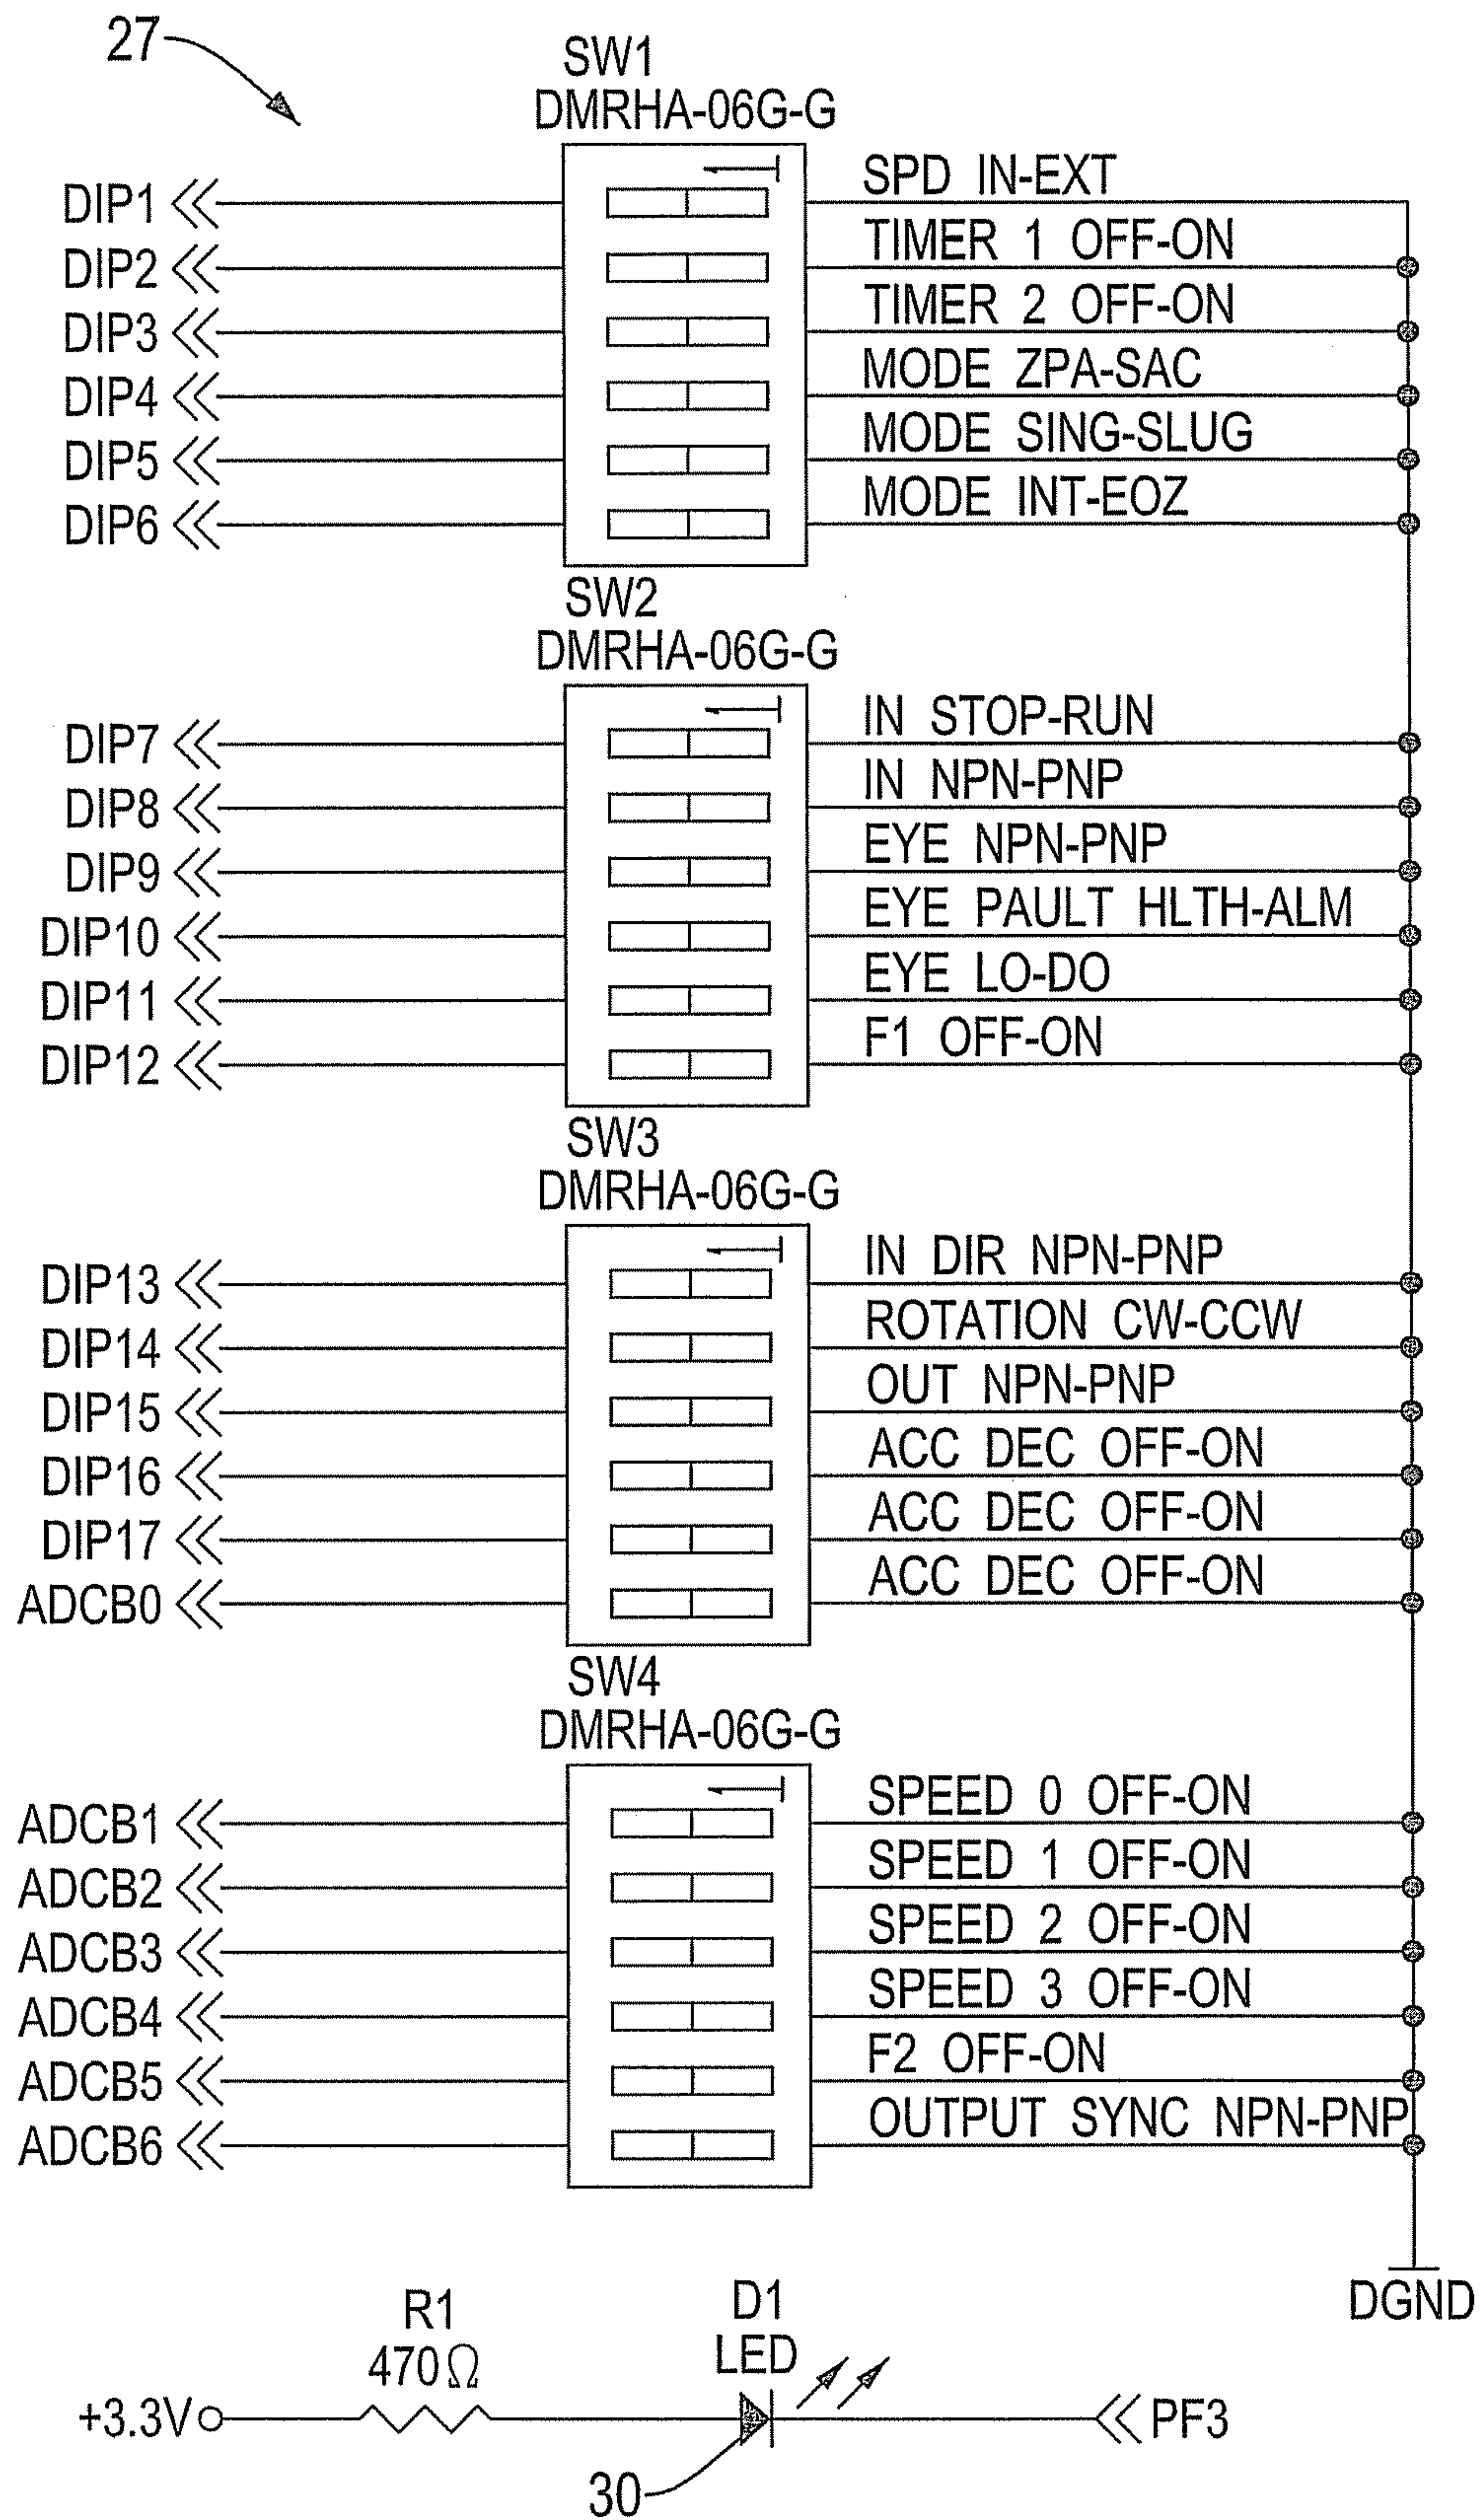 27
SW1
DMRHA-06G-G
DIP1 SPD IN-EXT
DIP2 TIMER 1 OFF-ON
DIP3 TIMER 2 OFF-ON
DIP4 MODE ZPA-SAC
DIP5 MODE SING-SLUG
DIP6 MODE INT-EOZ
SW2
DMRHA-06G-G
DIP7 IN STOP-RUN
DIP8 IN NPN-PNP
DIP9 EYE NPN-PNP
DIP10 EYE PAULT HLTH-ALM
DIP11 EYE LO-DO
DIP12 F1 OFF-ON
SW3
DMRHA-06G-G
DIP13 IN DIR NPN-PNP
DIP14 ROTATION CW-CCW
DIP15 OUT NPN-PNP
DIP16 ACC DEC OFF-ON
DIP17 ACC DEC OFF-ON
ADCB0 ACC DEC OFF-ON
SW4
DMRHA-06G-G
ADCB1 SPEED 0 OFF-ON
ADCB2 SPEED 1 OFF-ON
ADCB3 SPEED 2 OFF-ON
ADCB4 SPEED 3 OFF-ON
ADCB5 F2 OFF-ON
ADCB6 OUTPUT SYNC NPN-PNP
DGND
R1
470Ω
D1
LED
+3.3V
PF3
30